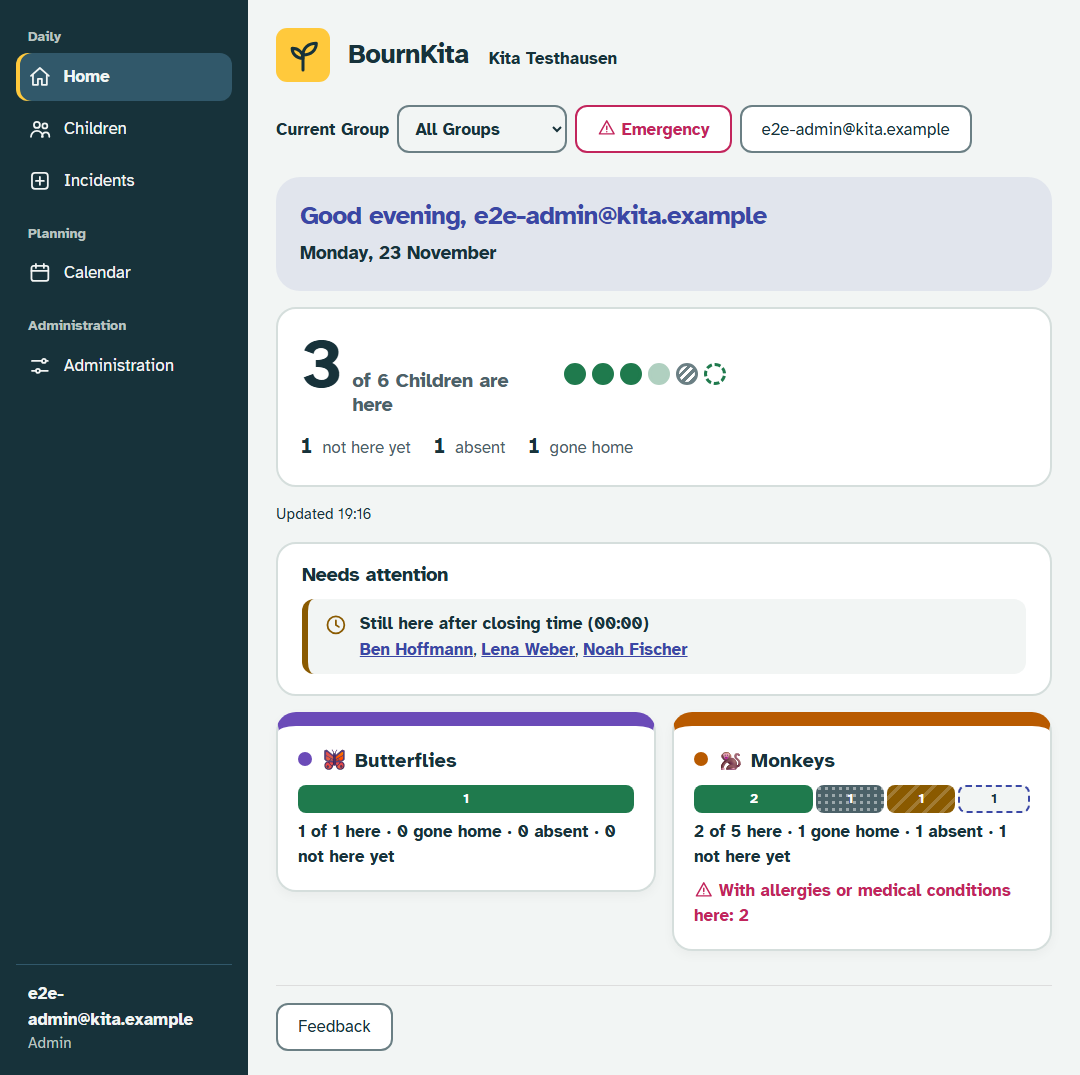 Daily
Home
Children
Incidents
Planning
Calendar
Administration
Administration
e2e-
admin@kita.example
Admin
BournKita Kita Testhausen
Current Group All Groups Emergency e2e-admin@kita.example
Good evening, e2e-admin@kita.example
Monday, 23 November
3 of 6 Children are
here
1 not here yet 1 absent 1 gone home
Updated 19:16
Needs attention
Still here after closing time (00:00)
Ben Hoffmann, Lena Weber, Noah Fischer
Butterflies
1
1 of 1 here · 0 gone home · 0 absent · 0
not here yet
Monkeys
2 1 1 1
2 of 5 here · 1 gone home · 1 absent · 1
not here yet
With allergies or medical conditions
here: 2
Feedback